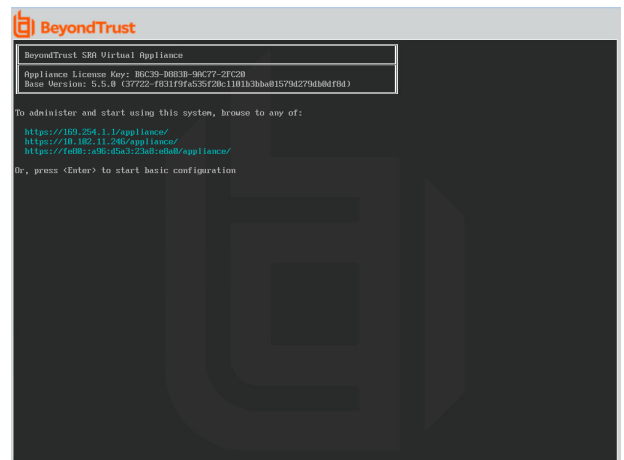 BeyondTrust
BeyondTrust SRA Virtual Appliance
Appliance License Key: B6C39-D083B-9AC77-2FC20
Base Version: 5.5.0 (37722-f831f9fa535f20c1101b3bba01579d279db0df8d)
To administer and start using this system, browse to any of:
https://169.254.1.1/appliance/
https://10.102.11.246/appliance/
https://fe80::a96:d5a3:23a8:e8a0/appliance/
Or, press <Enter> to start basic configuration